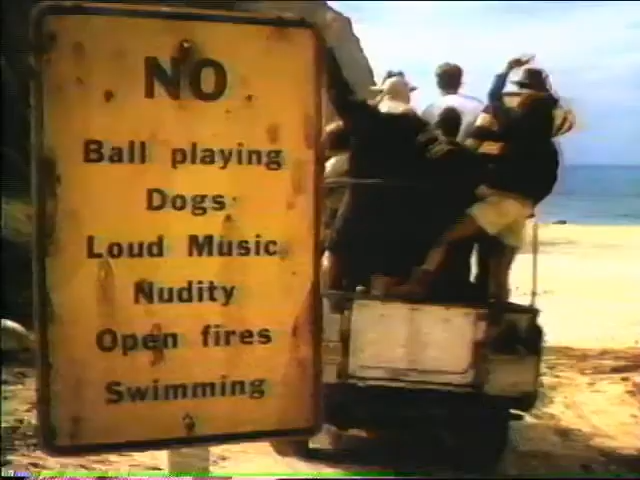 NO
Ball playing
Dogs
Loud Music
Nudity
Open fires
Swimming